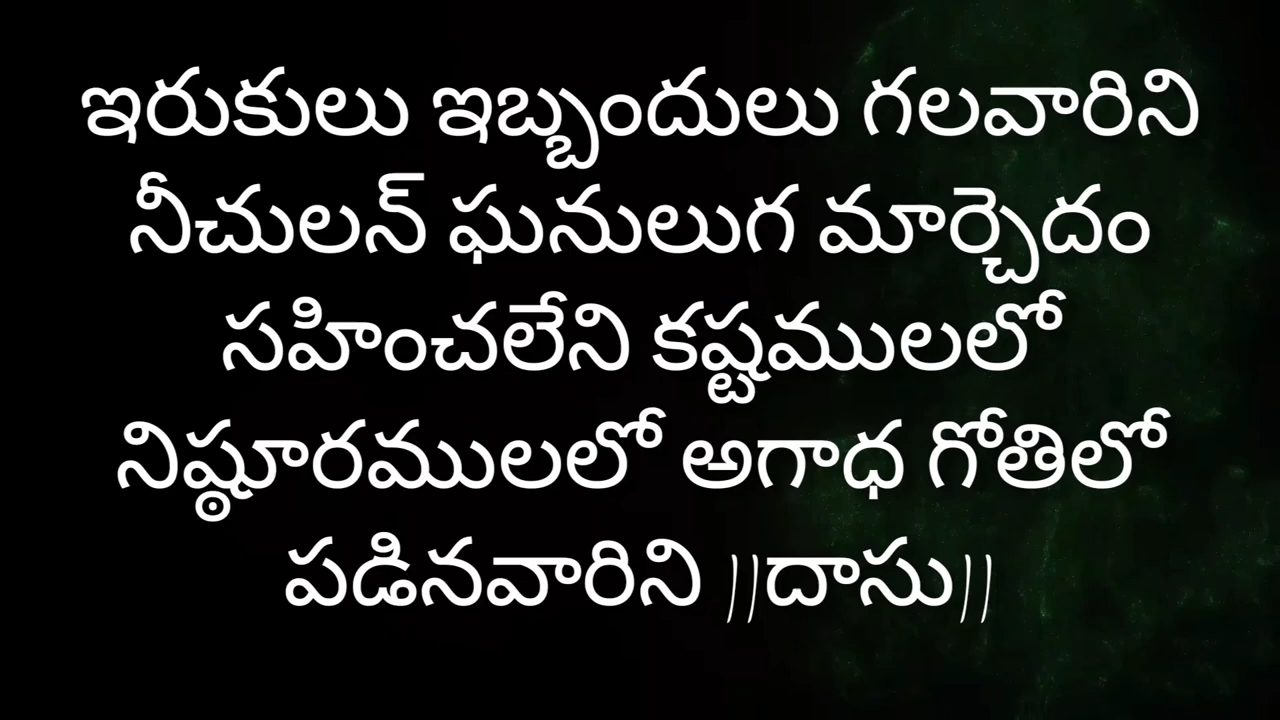 ఇరుకులు ఇబ్బందులు గలవారిని
నీచులన్ ఘనులుగ మార్చెదం
సహించలేని కష్టములలో
నిష్ఠూరములలో అగాధ గోతిలో
పడినవారిని ||దాసు||